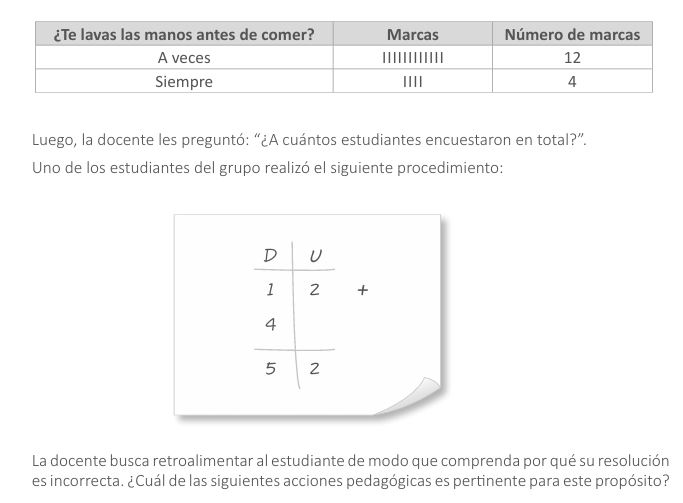 ¿Te lavas las manos antes de comer? Marcas Número de marcas
A veces IIIIIIIIIIII 12
Siempre IIII 4
Luego, la docente les preguntó: “¿A cuántos estudiantes encuestaron en total?”.
Uno de los estudiantes del grupo realizó el siguiente procedimiento:
D U
1 2 +
4
5 2
La docente busca retroalimentar al estudiante de modo que comprenda por qué su resolución
es incorrecta. ¿Cuál de las siguientes acciones pedagógicas es pertinente para este propósito?